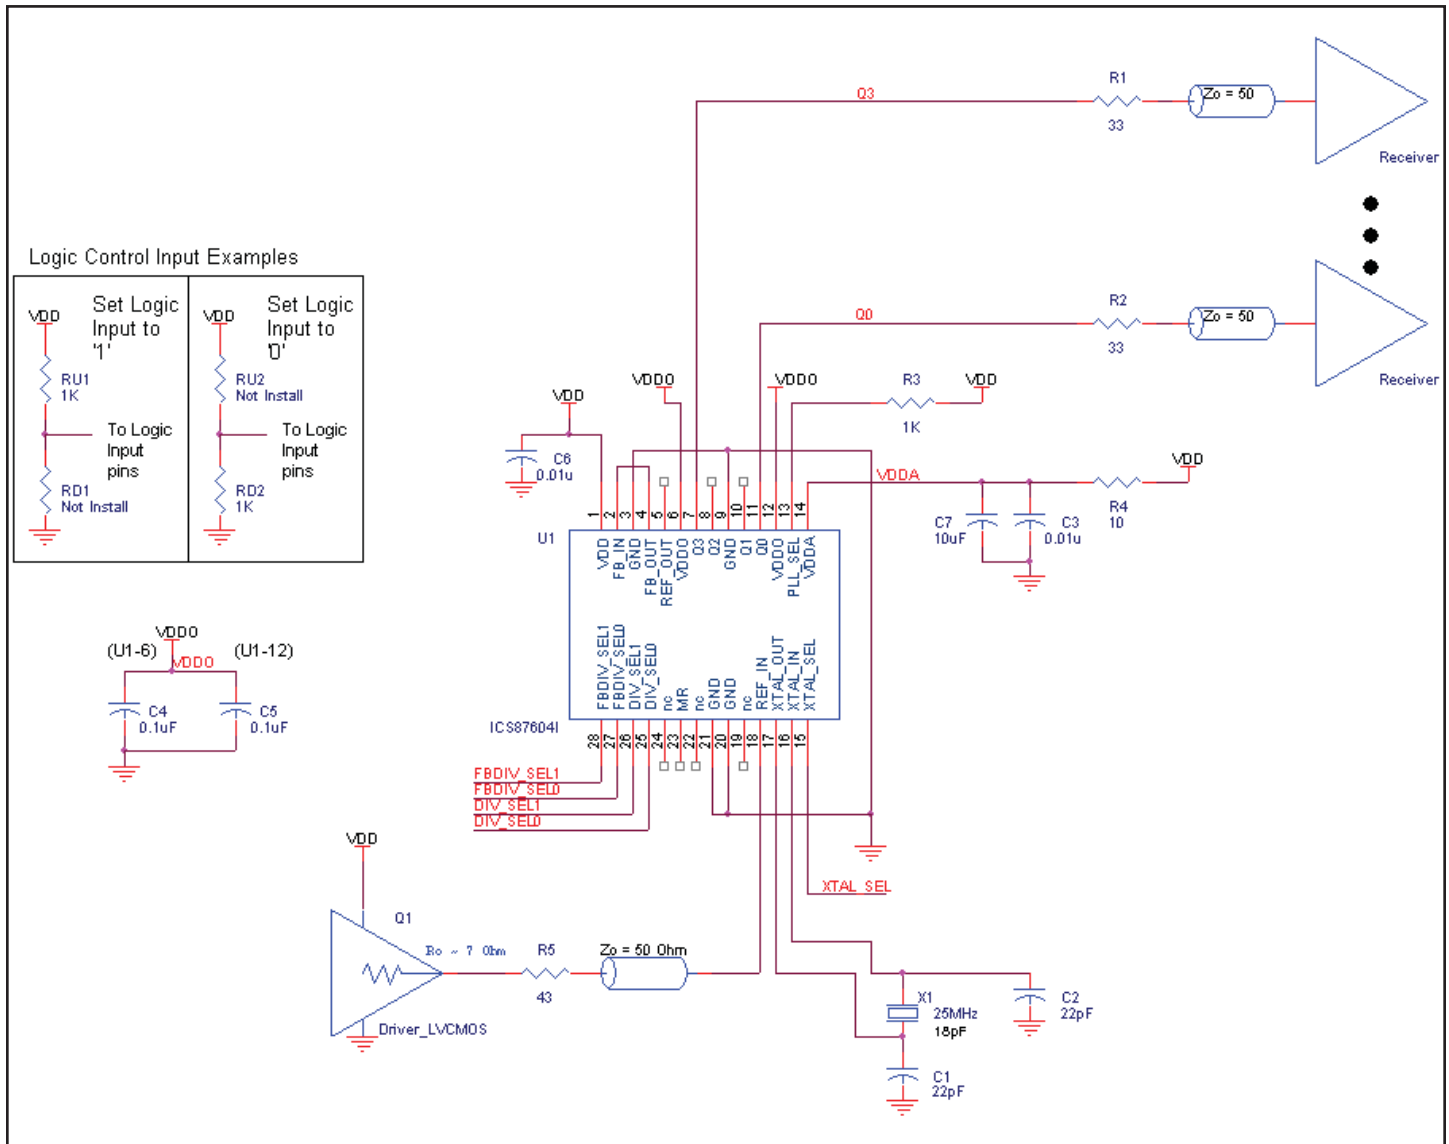 R1
Q3
Zo = 50
33
Receiver
Logic Control Input Examples
R2
Q0
Zo = 50
33
Receiver
VDD
Set Logic
Input to
'1'
RU1
1K
To Logic
Input
pins
RD1
Not Install
VDD
Set Logic
Input to
'0'
RU2
Not Install
To Logic
Input
pins
RD2
1K
VDD
C6
0.01u
VDDO
VDDO
R3
VDD
1K
VDDA
VDD
C7
10uF
C3
0.01u
R4
10
U1
1
2
3
4
5
6
7
8
9
10
11
12
13
14
VDD
FB_IN
GND
FB_OUT
REF_OUT
VDDO
Q3
Q2
GND
Q1
Q0
VDDO
PLL_SEL
VDDA
FBDIV_SEL1
FBDIV_SEL0
DIV_SEL1
DIV_SEL0
nc
MR
nc
GND
GND
nc
REF_IN
XTAL_OUT
XTAL_IN
XTAL_SEL
ICS87604I
28
27
26
25
24
23
22
21
20
19
18
17
16
15
VDDO
(U1-6)
VDDO
(U1-12)
C4
0.1uF
C5
0.1uF
FBDIV_SEL1
FBDIV_SEL0
DIV_SEL1
DIV_SEL0
XTAL_SEL
VDD
Q1
Ro ~ 7 Ohm
R5
43
Zo = 50 Ohm
Driver_LVCMOS
X1
25MHz
18pF
C2
22pF
C1
22pF